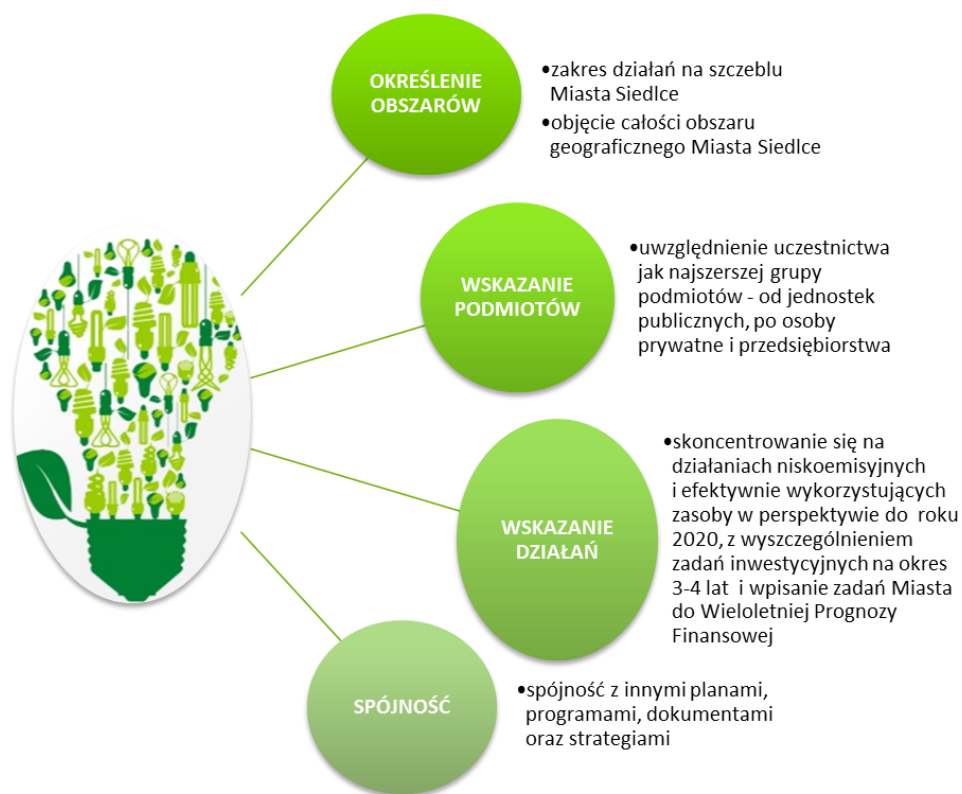 OKREŚLENIE
OBSZARÓW
•zakres działań na szczeblu
Miasta Siedlce
•objęcie całości obszaru
geograficznego Miasta Siedlce
WSKAZANIE
PODMIOTÓW
•uwzględnienie uczestnictwa
jak najszerszej grupy
podmiotów - od jednostek
publicznych, po osoby
prywatne i przedsiębiorstwa
WSKAZANIE
DZIAŁAŃ
•skoncentrowanie się na
działaniach niskoemisyjnych
i efektywnie wykorzystujących
zasoby w perspektywie do roku
2020, z wyszczególnieniem
zadań inwestycyjnych na okres
3-4 lat i wpisanie zadań Miasta
do Wieloletniej Prognozy
Finansowej
SPÓJNOŚĆ
•spójność z innymi planami,
programami, dokumentami
oraz strategiami